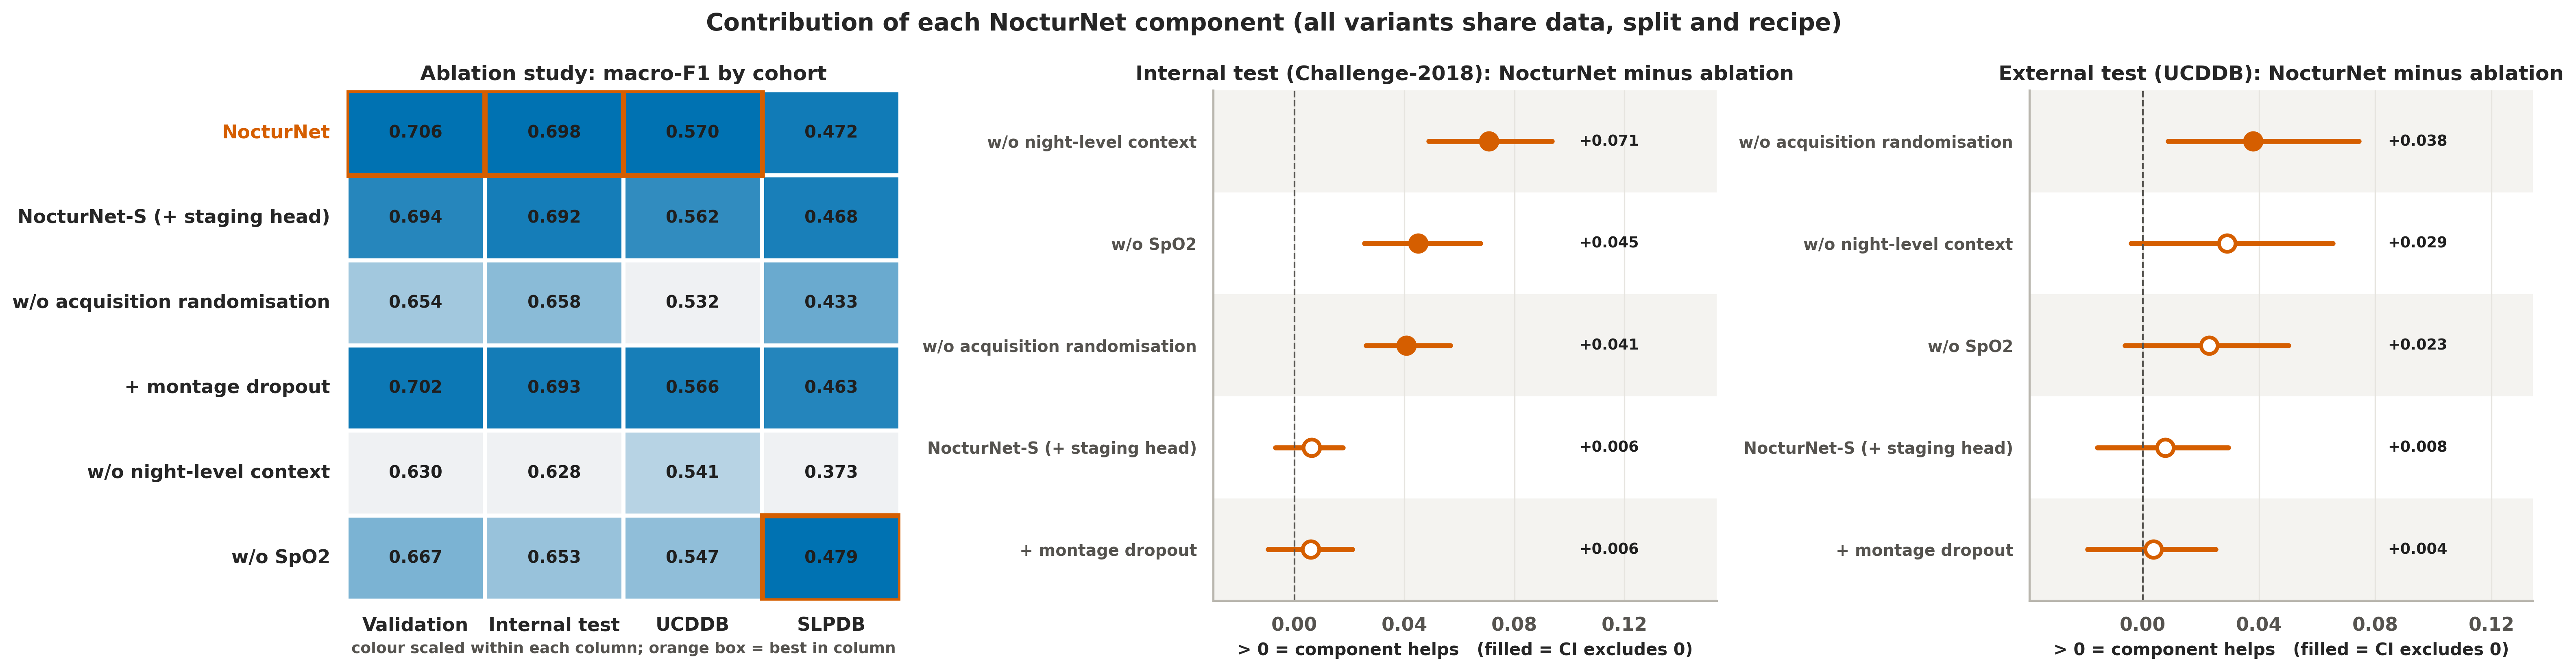 Contribution of each NocturNet component (all variants share data, split and recipe)
Ablation study: macro-F1 by cohort
NocturNet 0.706 0.698 0.570 0.472
NocturNet-S (+ staging head) 0.694 0.692 0.562 0.468
w/o acquisition randomisation 0.654 0.658 0.532 0.433
+ montage dropout 0.702 0.693 0.566 0.463
w/o night-level context 0.630 0.628 0.541 0.373
w/o SpO2 0.667 0.653 0.547 0.479
Validation Internal test UCDDB SLPDB
colour scaled within each column; orange box = best in column
Internal test (Challenge-2018): NocturNet minus ablation
w/o night-level context +0.071
w/o SpO2 +0.045
w/o acquisition randomisation +0.041
NocturNet-S (+ staging head) +0.006
+ montage dropout +0.006
0.00 0.04 0.08 0.12
> 0 = component helps (filled = CI excludes 0)
External test (UCDDB): NocturNet minus ablation
w/o acquisition randomisation +0.038
w/o night-level context +0.029
w/o SpO2 +0.023
NocturNet-S (+ staging head) +0.008
+ montage dropout +0.004
0.00 0.04 0.08 0.12
> 0 = component helps (filled = CI excludes 0)